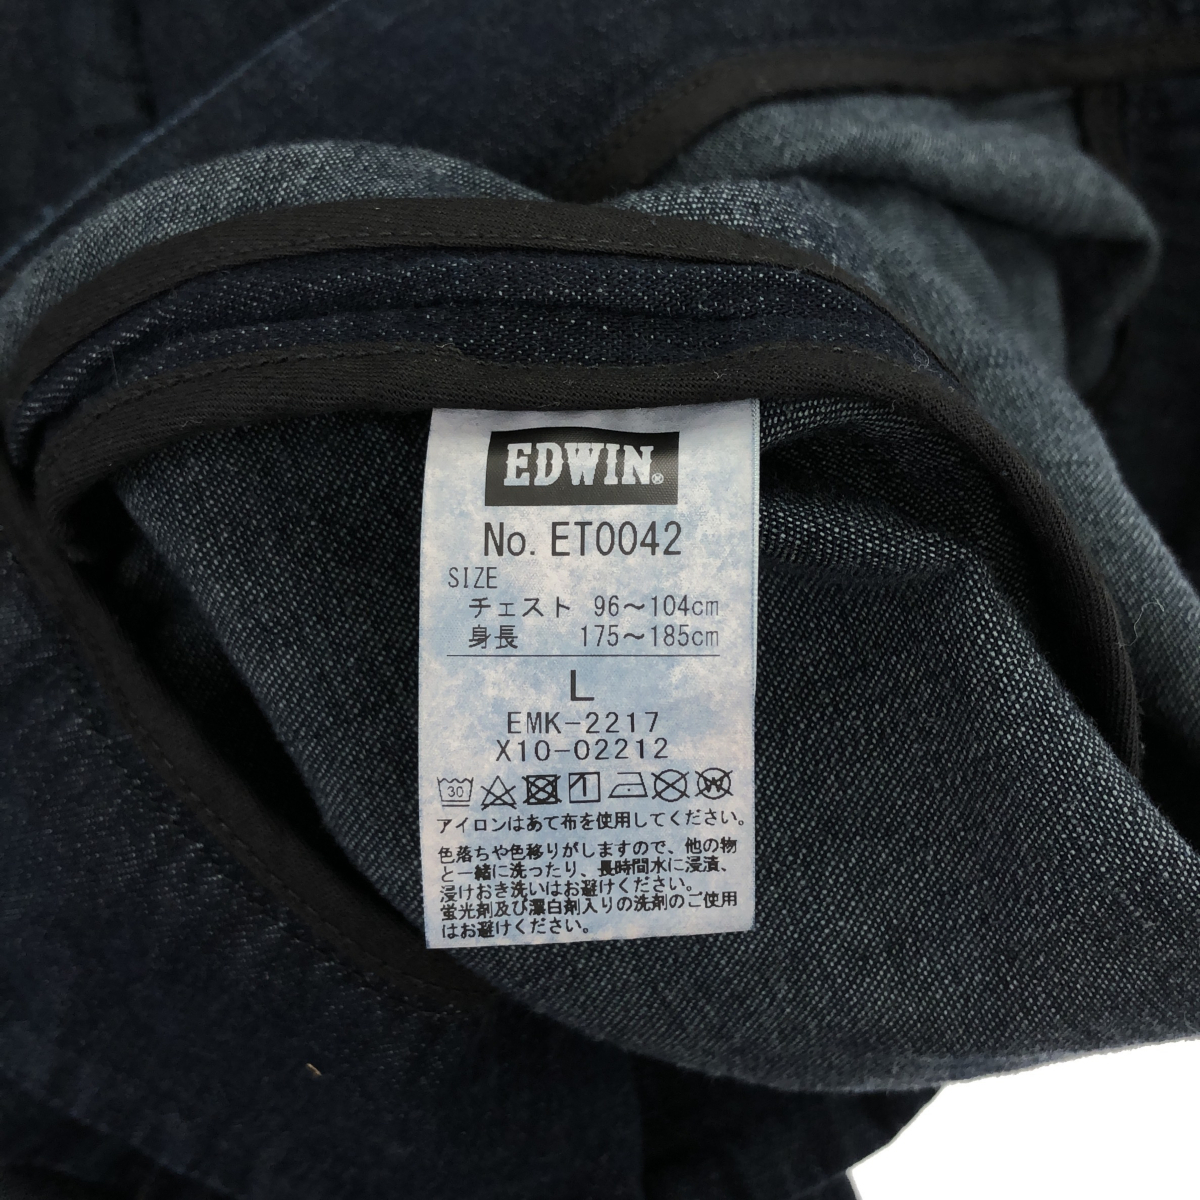 EDWIN®
No. ET0042
SIZE
チェスト 96～104cm
身長 175～185cm
L
EMK-2217
X10-02212
30 1 W
アイロンはあて布を使用してください。
色落ちや色移りがしますので、他の物
と一緒に洗ったり、長時間水に浸漬、
浸けおき洗いはお避けください。
蛍光剤及び漂白剤入りの洗剤のご使用
はお避けください。